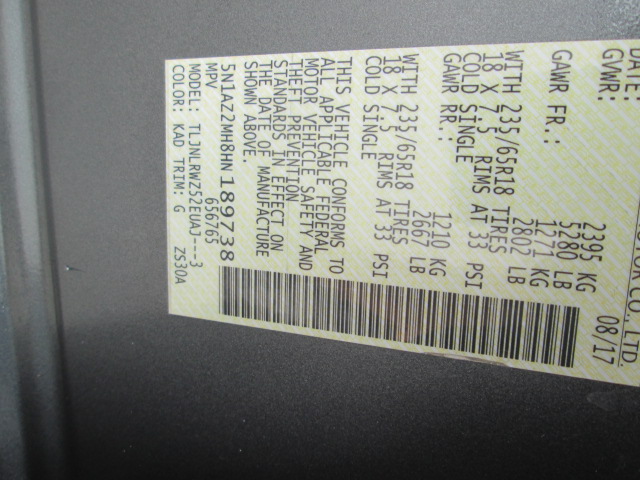 CO., LTD.
DATE: 08/17
GVWR: 2395 KG
5280 LB
GAWR FR.: 1271 KG
2802 LB
WITH 235/65R18 TIRES
18 X 7.5 RIMS AT 33 PSI
COLD SINGLE
GAWR RR.: 1210 KG
2667 LB
WITH 235/65R18 TIRES
18 X 7.5 RIMS AT 33 PSI
COLD SINGLE
THIS VEHICLE CONFORMS TO
ALL APPLICABLE FEDERAL
MOTOR VEHICLE SAFETY AND
THEFT PREVENTION
STANDARDS IN EFFECT ON
THE DATE OF MANUFACTURE
SHOWN ABOVE.
5N1AZ2MH8HN189738
MPV 656765
MODEL: TLJNLRWZ52EUAJ---3
COLOR: KAD TRIM: G ZS30A